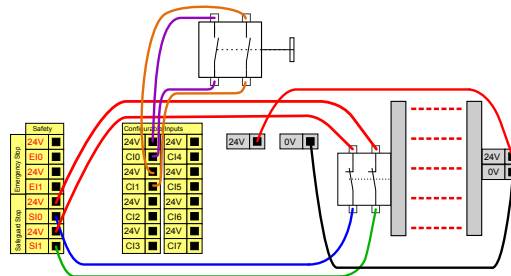 Safety
Emergency Stop
24V
EI0
24V
EI1
Safeguard Stop
24V
SI0
24V
SI1
Configurable Inputs
24V 24V
CI0 CI4
24V 24V
CI1 CI5
24V 24V
CI2 CI6
24V 24V
CI3 CI7
24V 0V
24V
0V